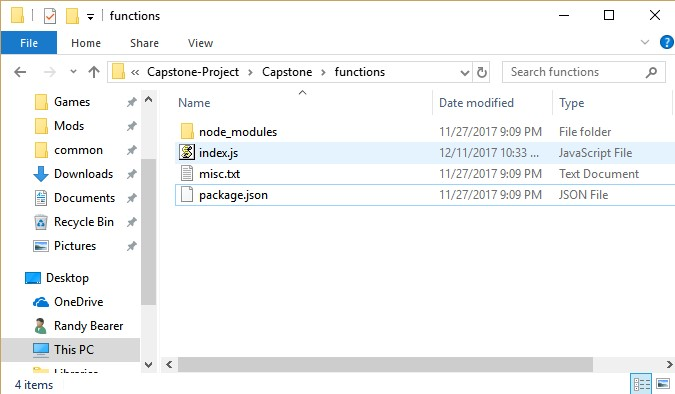 functions
File Home Share View
« Capstone-Project Capstone functions Search functions
Name Date modified Type
Games
Mods
common
Downloads
Documents
Recycle Bin
Pictures
Desktop
OneDrive
Randy Bearer
This PC
Libraries
node_modules 11/27/2017 9:09 PM File folder
index.js 12/11/2017 10:33 ... JavaScript File
misc.txt 11/27/2017 9:09 PM Text Document
package.json 11/27/2017 9:09 PM JSON File
4 items